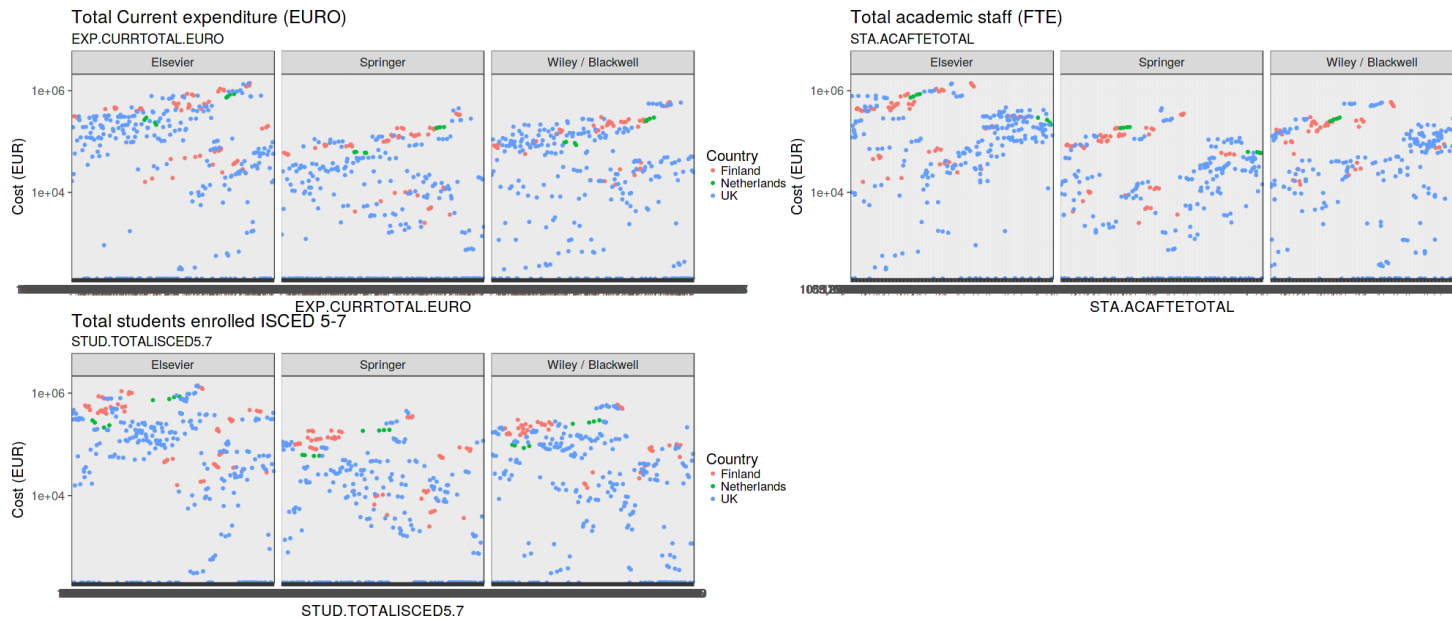 Total Current expenditure (EURO)
EXP.CURRTOTAL.EURO
Elsevier
Springer
Wiley / Blackwell
1e+06
1e+04
Cost (EUR)
EXP.CURRTOTAL.EURO
Country
Finland
Netherlands
UK
Total academic staff (FTE)
STA.ACAFTETOTAL
Elsevier
Springer
Wiley / Blackwell
1e+06
1e+04
Cost (EUR)
STA.ACAFTETOTAL
Total students enrolled ISCED 5-7
STUD.TOTALISCED5.7
Elsevier
Springer
Wiley / Blackwell
1e+06
1e+04
Cost (EUR)
STUD.TOTALISCED5.7
Country
Finland
Netherlands
UK